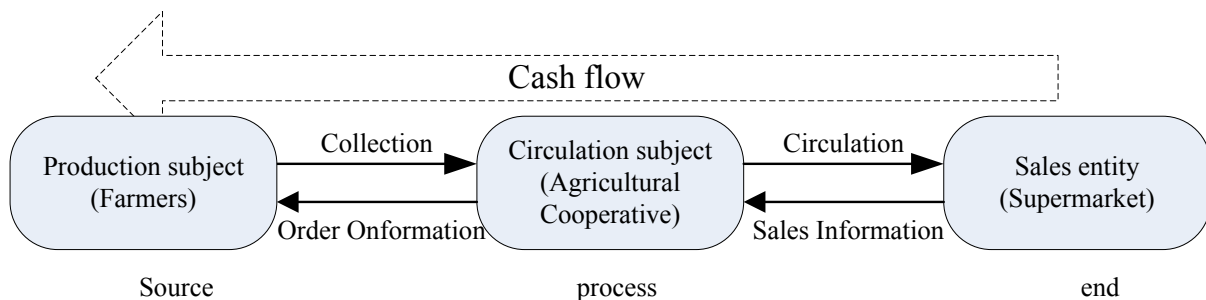 Cash flow
Production subject
(Farmers)
Collection
Order Onformation
Circulation subject
(Agricultural
Cooperative)
Circulation
Sales Information
Sales entity
(Supermarket)
Source
process
end